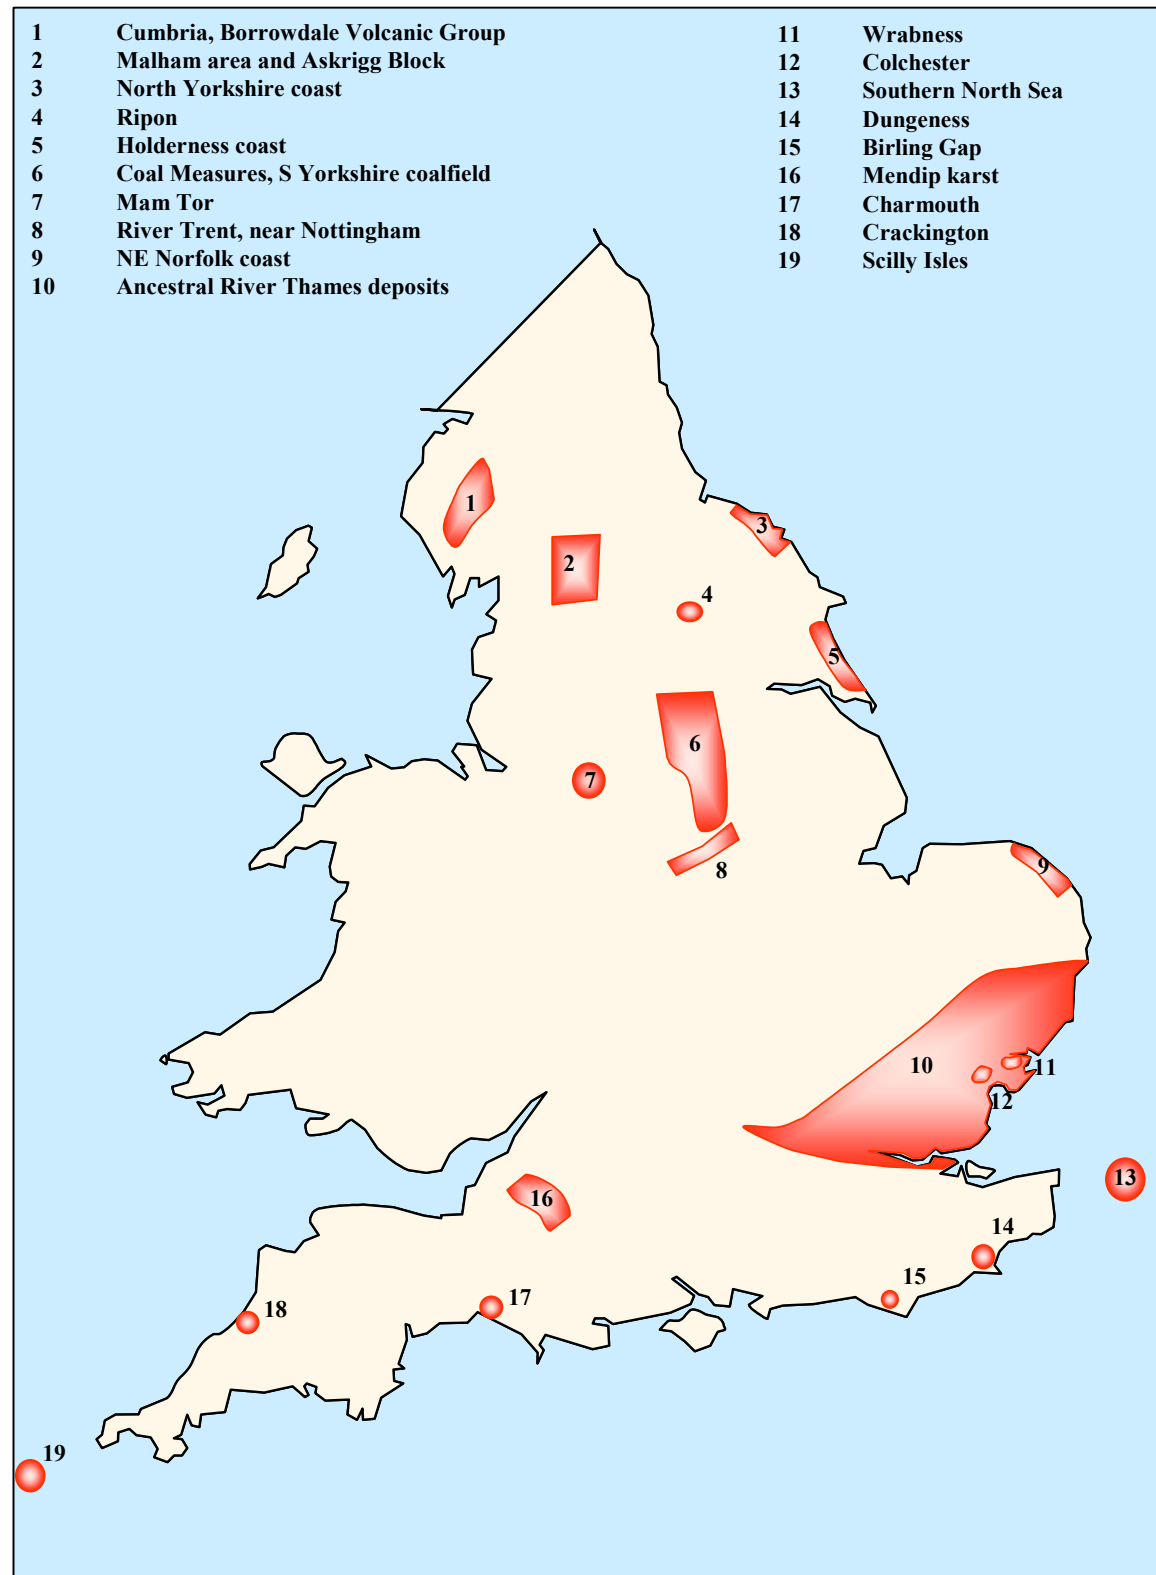 1 Cumbria, Borrowdale Volcanic Group
2 Malham area and Askrigg Block
3 North Yorkshire coast
4 Ripon
5 Holderness coast
6 Coal Measures, S Yorkshire coalfield
7 Mam Tor
8 River Trent, near Nottingham
9 NE Norfolk coast
10 Ancestral River Thames deposits
11 Wrabness
12 Colchester
13 Southern North Sea
14 Dungeness
15 Birling Gap
16 Mendip karst
17 Charmouth
18 Crackington
19 Scilly Isles
1
3
2
4
5
6
7
8
9
10
11
12
13
16
14
15
17
18
19